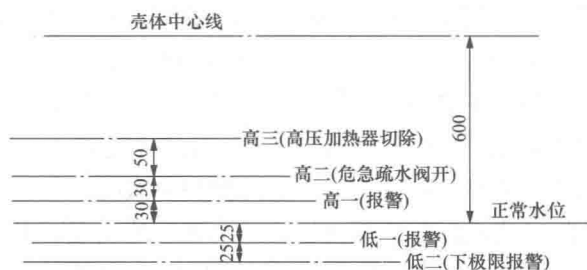 壳体中心线
600
高三(高压加热器切除)
50
高二(危急疏水阀开)
30
高一(报警)
30
正常水位
25
低一(报警)
25
低二(下极限报警)